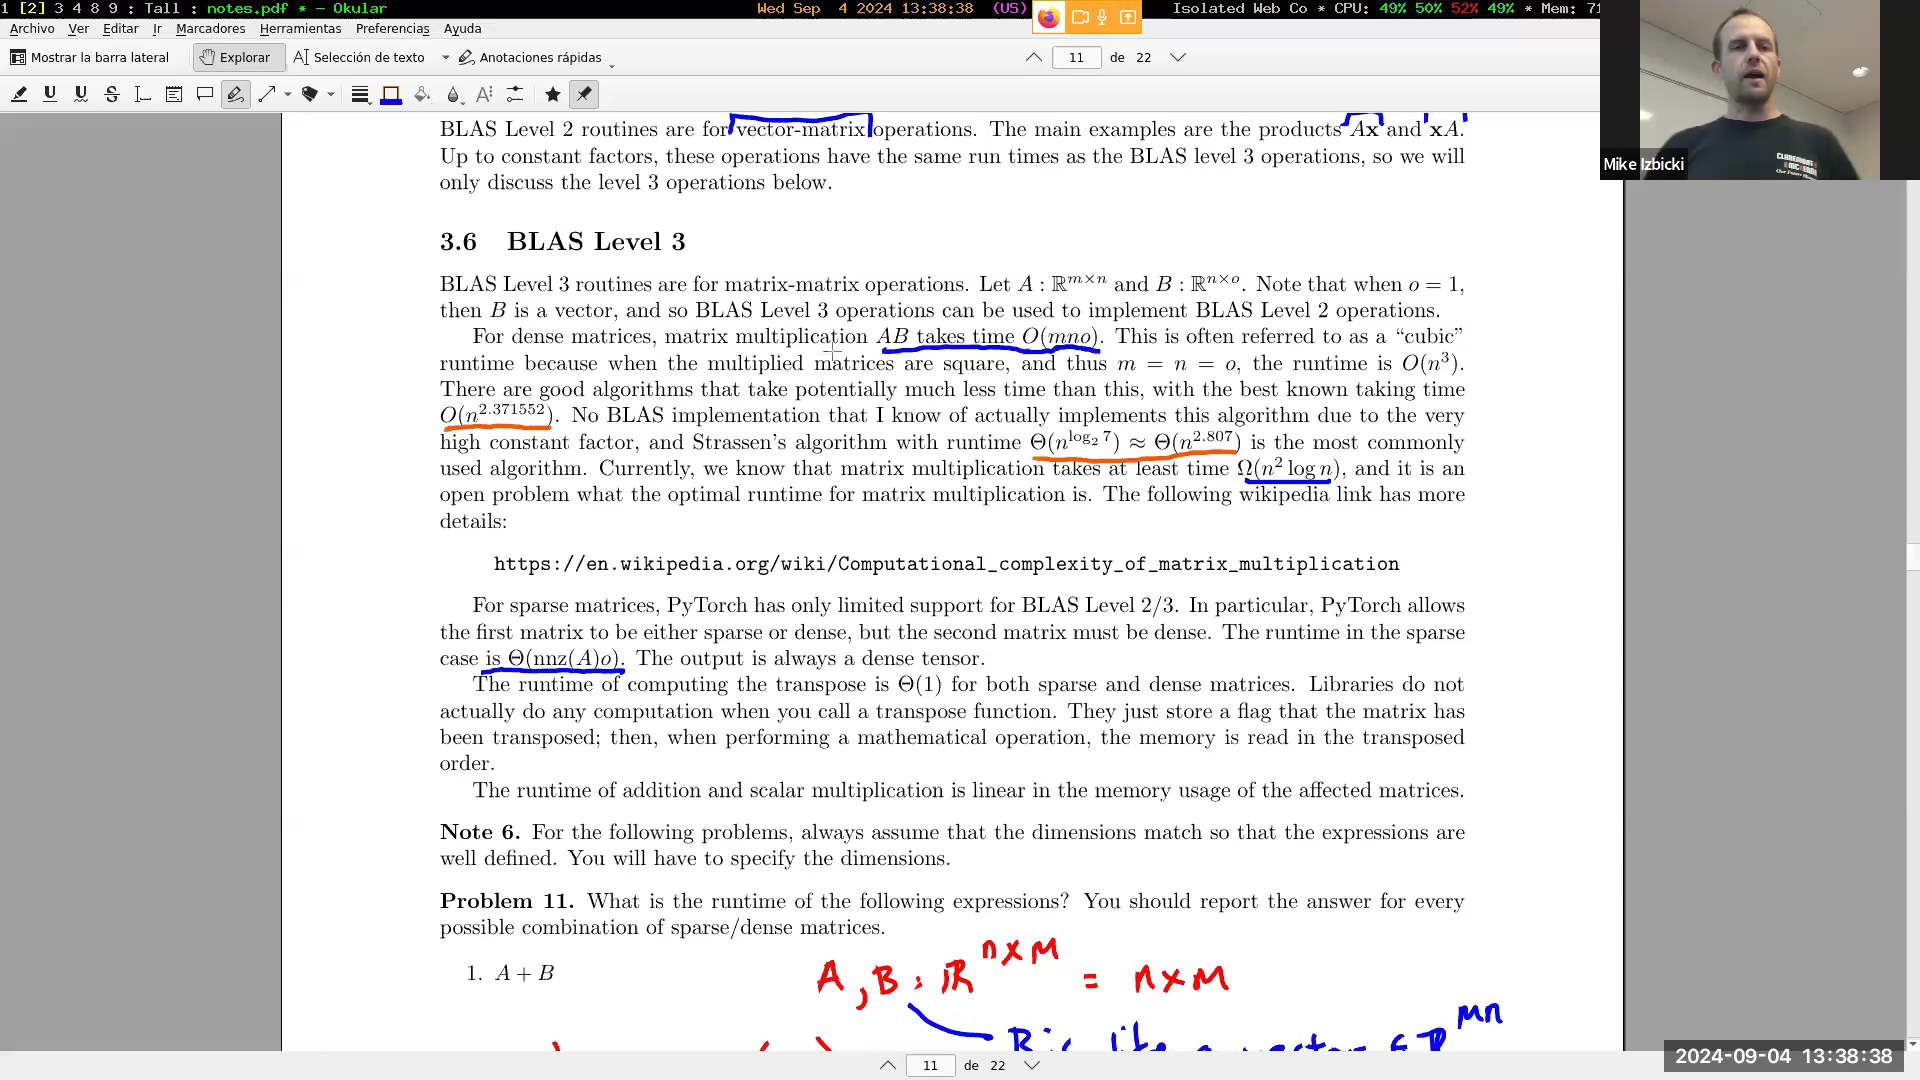 1 [2] 3 4 8 9 : Tall : notes.pdf * – Okular
Wed Sep 4 2024 13:38:38 (US)
Isolated Web Co * CPU: 49% 50% 52% 49% * Mem: 71
Archivo Ver Editar Ir Marcadores Herramientas Preferencias Ayuda
Mostrar la barra lateral Explorar Selección de texto Anotaciones rápidas
11 de 22
Mike Izbicki
BLAS Level 2 routines are for vector-matrix operations. The main examples are the products Ax and xA.
Up to constant factors, these operations have the same run times as the BLAS level 3 operations, so we will
only discuss the level 3 operations below.
3.6 BLAS Level 3
BLAS Level 3 routines are for matrix-matrix operations. Let A : ℝ^{m×n} and B : ℝ^{n×o}. Note that when o = 1,
then B is a vector, and so BLAS Level 3 operations can be used to implement BLAS Level 2 operations.
For dense matrices, matrix multiplication AB takes time O(mno). This is often referred to as a “cubic”
runtime because when the multiplied matrices are square, and thus m = n = o, the runtime is O(n³).
There are good algorithms that take potentially much less time than this, with the best known taking time
O(n^{2.371552}). No BLAS implementation that I know of actually implements this algorithm due to the very
high constant factor, and Strassen's algorithm with runtime Θ(n^{log₂ 7}) ≈ Θ(n^{2.807}) is the most commonly
used algorithm. Currently, we know that matrix multiplication takes at least time Ω(n² log n), and it is an
open problem what the optimal runtime for matrix multiplication is. The following wikipedia link has more
details:
https://en.wikipedia.org/wiki/Computational_complexity_of_matrix_multiplication
For sparse matrices, PyTorch has only limited support for BLAS Level 2/3. In particular, PyTorch allows
the first matrix to be either sparse or dense, but the second matrix must be dense. The runtime in the sparse
case is Θ(nnz(A)o). The output is always a dense tensor.
The runtime of computing the transpose is Θ(1) for both sparse and dense matrices. Libraries do not
actually do any computation when you call a transpose function. They just store a flag that the matrix has
been transposed; then, when performing a mathematical operation, the memory is read in the transposed
order.
The runtime of addition and scalar multiplication is linear in the memory usage of the affected matrices.
Note 6. For the following problems, always assume that the dimensions match so that the expressions are
well defined. You will have to specify the dimensions.
Problem 11. What is the runtime of the following expressions? You should report the answer for every
possible combination of sparse/dense matrices.
1. A + B
A, B : ℝ^{n×m} = n×m
11 de 22
2024-09-04 13:38:38